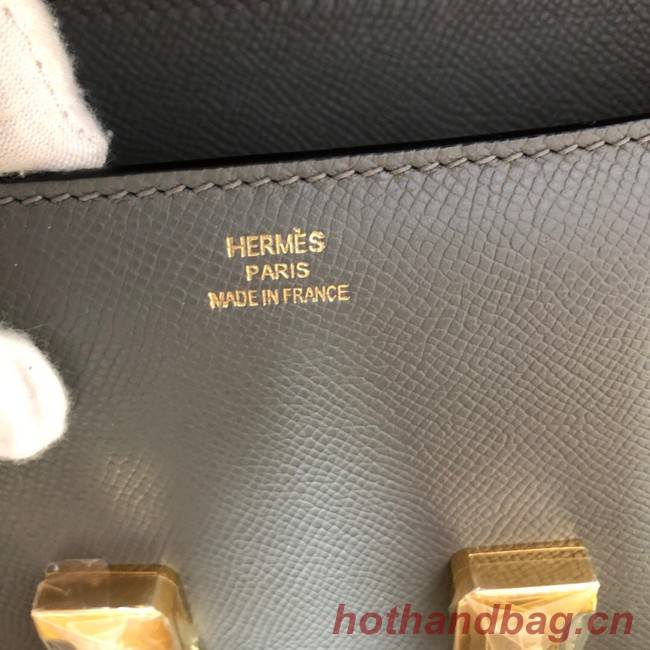 HERMÈS
PARIS
MADE IN FRANCE
hothandbag.cn